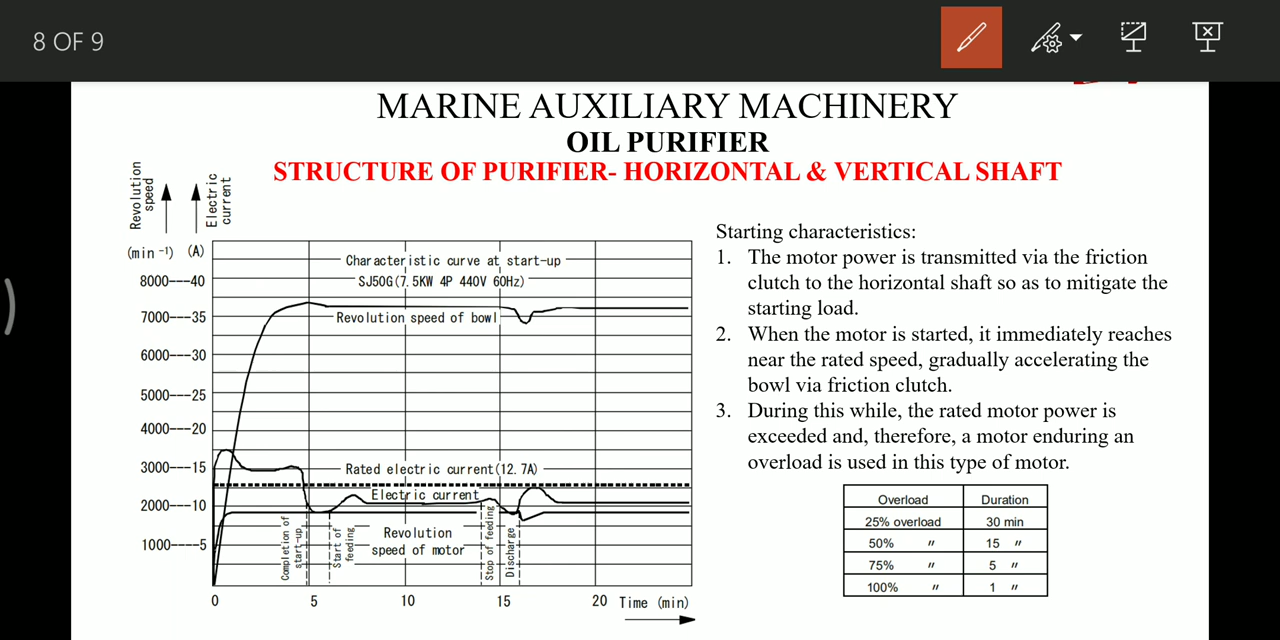 8 OF 9
MARINE AUXILIARY MACHINERY
OIL PURIFIER
STRUCTURE OF PURIFIER- HORIZONTAL & VERTICAL SHAFT
Revolution
speed
Electric
current
(min ⁻¹) (A)
8000---40
7000---35
6000---30
5000---25
4000---20
3000---15
2000---10
1000----5
Characteristic curve at start-up
SJ50G(7.5KW 4P 440V 60Hz)
Revolution speed of bowl
Rated electric current(12.7A)
Electric current
Completion of
start-up
Start of
feeding
Revolution
speed of motor
Stop of feeding
Discharge
0 5 10 15 20 Time (min)
Starting characteristics:
1. The motor power is transmitted via the friction
clutch to the horizontal shaft so as to mitigate the
starting load.
2. When the motor is started, it immediately reaches
near the rated speed, gradually accelerating the
bowl via friction clutch.
3. During this while, the rated motor power is
exceeded and, therefore, a motor enduring an
overload is used in this type of motor.
Overload Duration
25% overload 30 min
50% 〃 15 〃
75% 〃 5 〃
100% 〃 1 〃